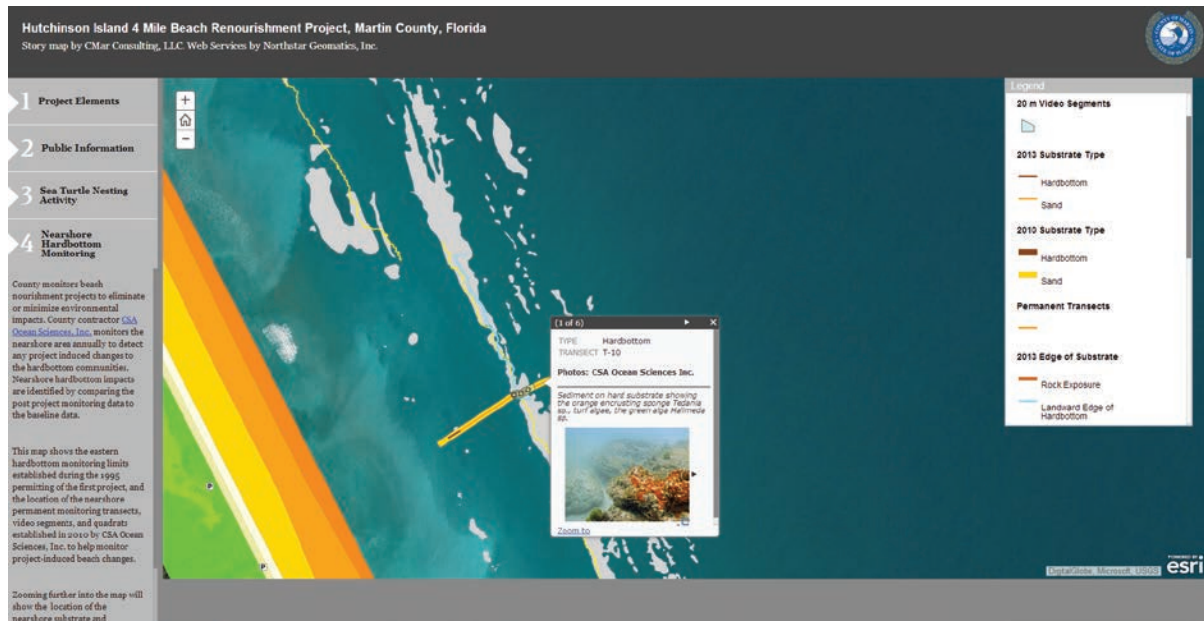 Hutchinson Island 4 Mile Beach Renourishment Project, Martin County, Florida
Story map by CMar Consulting, LLC. Web Services by Northstar Geomatics, Inc.
1 Project Elements
2 Public Information
3 Sea Turtle Nesting
Activity
4 Nearshore
Hardbottom
Monitoring
County monitors beach
nourishment projects to eliminate
or minimize environmental
impacts. County contractor CSA
Ocean Sciences, Inc. monitors the
nearshore area annually to detect
any project induced changes to
the hardbottom communities.
Nearshore hardbottom impacts
are identified by comparing the
post project monitoring data to
the baseline data.
This map shows the eastern
hardbottom monitoring limits
established during the 1995
permitting of the first project, and
the location of the nearshore
permanent monitoring transects,
video segments, and quadrats
established in 2010 by CSA Ocean
Sciences, Inc. to help monitor
project-induced beach changes.
Zooming further into the map will
show the location of the
nearshore substrate and
+
−
P
P
(1 of 6)
TYPE Hardbottom
TRANSECT T-10
Photos: CSA Ocean Sciences Inc.
Sediment on hard substrate showing
the orange encrusting sponge Tedania
sp., turf algae, the green alga Halimeda
sp.
Zoom to
Legend
20 m Video Segments
2013 Substrate Type
Hardbottom
Sand
2010 Substrate Type
Hardbottom
Sand
Permanent Transects
2013 Edge of Substrate
Rock Exposure
Landward Edge of
Hardbottom
POWERED BY
esri
DigitalGlobe, Microsoft, USGS